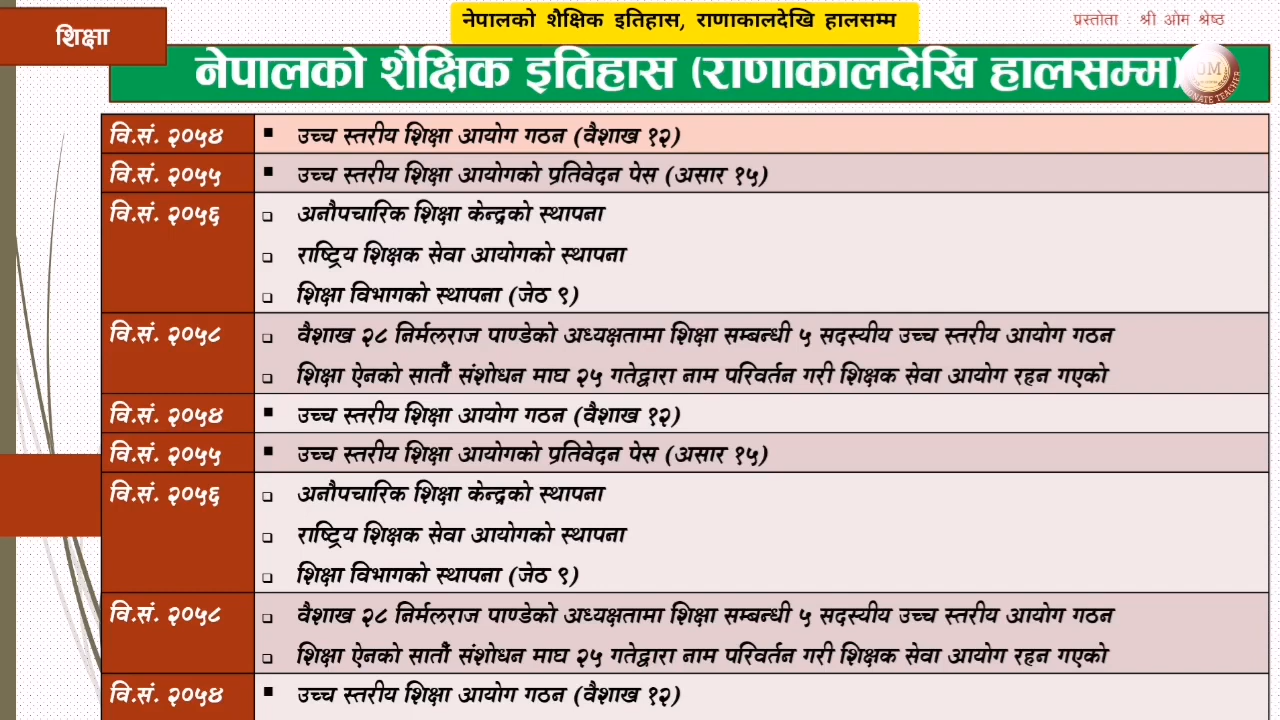 नेपालको शैक्षिक इतिहास, राणाकालदेखि हालसम्म
प्रस्तोता : श्री ओम श्रेष्ठ
शिक्षा
नेपालको शैक्षिक इतिहास (राणाकालदेखि हालसम्म)
वि.सं. २०५४ ▪ उच्च स्तरीय शिक्षा आयोग गठन (वैशाख १२)
वि.सं. २०५५ ▪ उच्च स्तरीय शिक्षा आयोगको प्रतिवेदन पेस (असार १५)
वि.सं. २०५६ ❑ अनौपचारिक शिक्षा केन्द्रको स्थापना
❑ राष्ट्रिय शिक्षक सेवा आयोगको स्थापना
❑ शिक्षा विभागको स्थापना (जेठ ९)
वि.सं. २०५८ ❑ वैशाख २८ निर्मलराज पाण्डेको अध्यक्षतामा शिक्षा सम्बन्धी ५ सदस्यीय उच्च स्तरीय आयोग गठन
❑ शिक्षा ऐनको सातौँ संशोधन माघ २५ गतेद्वारा नाम परिवर्तन गरी शिक्षक सेवा आयोग रहन गएको
वि.सं. २०५४ ▪ उच्च स्तरीय शिक्षा आयोग गठन (वैशाख १२)
वि.सं. २०५५ ▪ उच्च स्तरीय शिक्षा आयोगको प्रतिवेदन पेस (असार १५)
वि.सं. २०५६ ❑ अनौपचारिक शिक्षा केन्द्रको स्थापना
❑ राष्ट्रिय शिक्षक सेवा आयोगको स्थापना
❑ शिक्षा विभागको स्थापना (जेठ ९)
वि.सं. २०५८ ❑ वैशाख २८ निर्मलराज पाण्डेको अध्यक्षतामा शिक्षा सम्बन्धी ५ सदस्यीय उच्च स्तरीय आयोग गठन
❑ शिक्षा ऐनको सातौँ संशोधन माघ २५ गतेद्वारा नाम परिवर्तन गरी शिक्षक सेवा आयोग रहन गएको
वि.सं. २०५४ ▪ उच्च स्तरीय शिक्षा आयोग गठन (वैशाख १२)